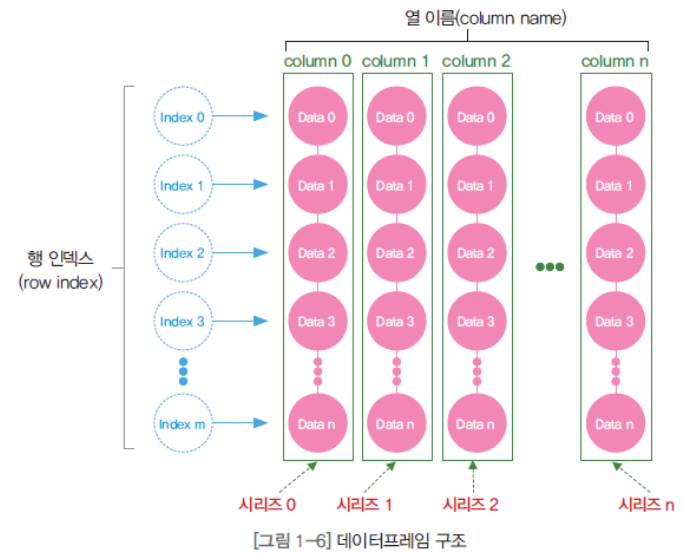 열 이름(column name)
column 0 column 1 column 2 column n
Index 0 Data 0 Data 0 Data 0 Data 0
Index 1 Data 1 Data 1 Data 1 Data 1
행 인덱스
(row index)
Index 2 Data 2 Data 2 Data 2 Data 2
Index 3 Data 3 Data 3 Data 3 Data 3
Index m Data n Data n Data n Data n
시리즈 0 시리즈 1 시리즈 2 시리즈 n
[그림 1-6] 데이터프레임 구조